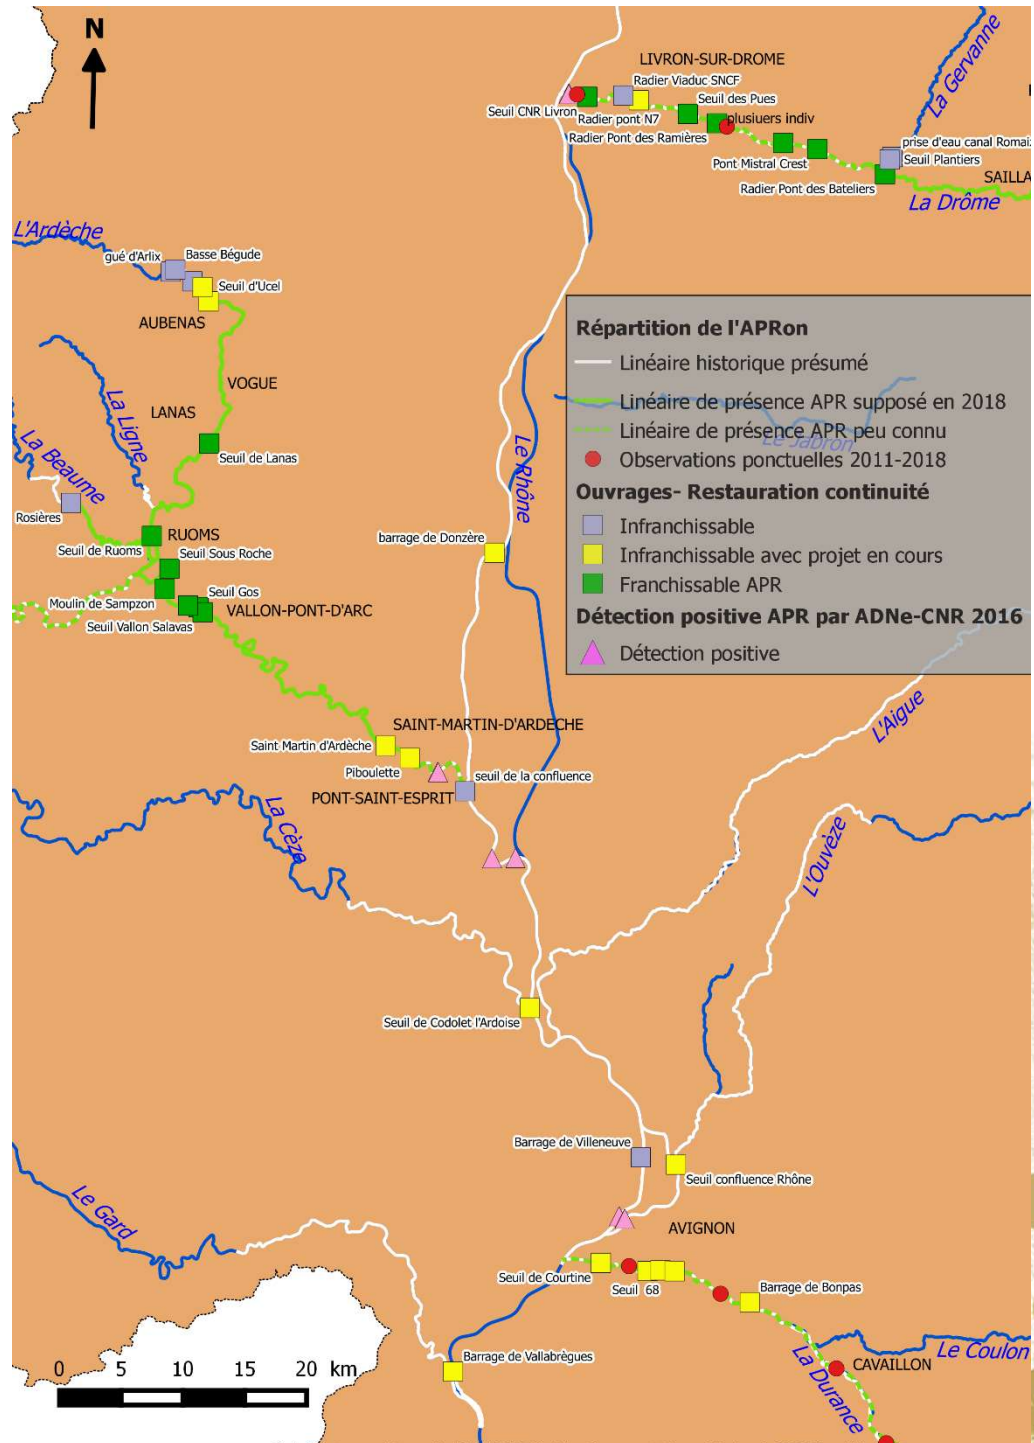 N
LIVRON-SUR-DROME
La Gervanne
Radier Viaduc SNCF
Seuil CNR Livron
Seuil des Pues
Radier pont N7
plusiuers indiv
Radier Pont des Ramières
prise d'eau canal Romaiz
Pont Mistral Crest
Seuil Plantiers
Radier Pont des Bateliers
SAILLA
La Drôme
L'Ardèche
gué d'Arlix
Basse Bégude
Seuil d'Ucel
AUBENAS
VOGUE
LANAS
La Ligne
La Beaume
Seuil de Lanas
Rosières
RUOMS
Seuil de Ruoms
Seuil Sous Roche
Moulin de Sampzon
Seuil Gos
VALLON-PONT-D'ARC
Seuil Vallon Salavas
Le Rhône
Répartition de l'APRon
Linéaire historique présumé
Linéaire de présence APR supposé en 2018
Linéaire de présence APR peu connu
Le Jabron
Observations ponctuelles 2011-2018
Ouvrages- Restauration continuité
Infranchissable
Infranchissable avec projet en cours
Franchissable APR
Détection positive APR par ADNe-CNR 2016
Détection positive
barrage de Donzère
L'Aigue
SAINT-MARTIN-D'ARDECHE
Saint Martin d'Ardèche
Piboulette
seuil de la confluence
PONT-SAINT-ESPRIT
La Cèze
L'Ouvèze
Seuil de Codolet l'Ardoise
Barrage de Villeneuve
Seuil confluence Rhône
Le Gard
AVIGNON
Seuil de Courtine
Seuil 68
Barrage de Bonpas
Barrage de Vallabrègues
Le Coulon
CAVAILLON
La Durance
0 5 10 15 20 km